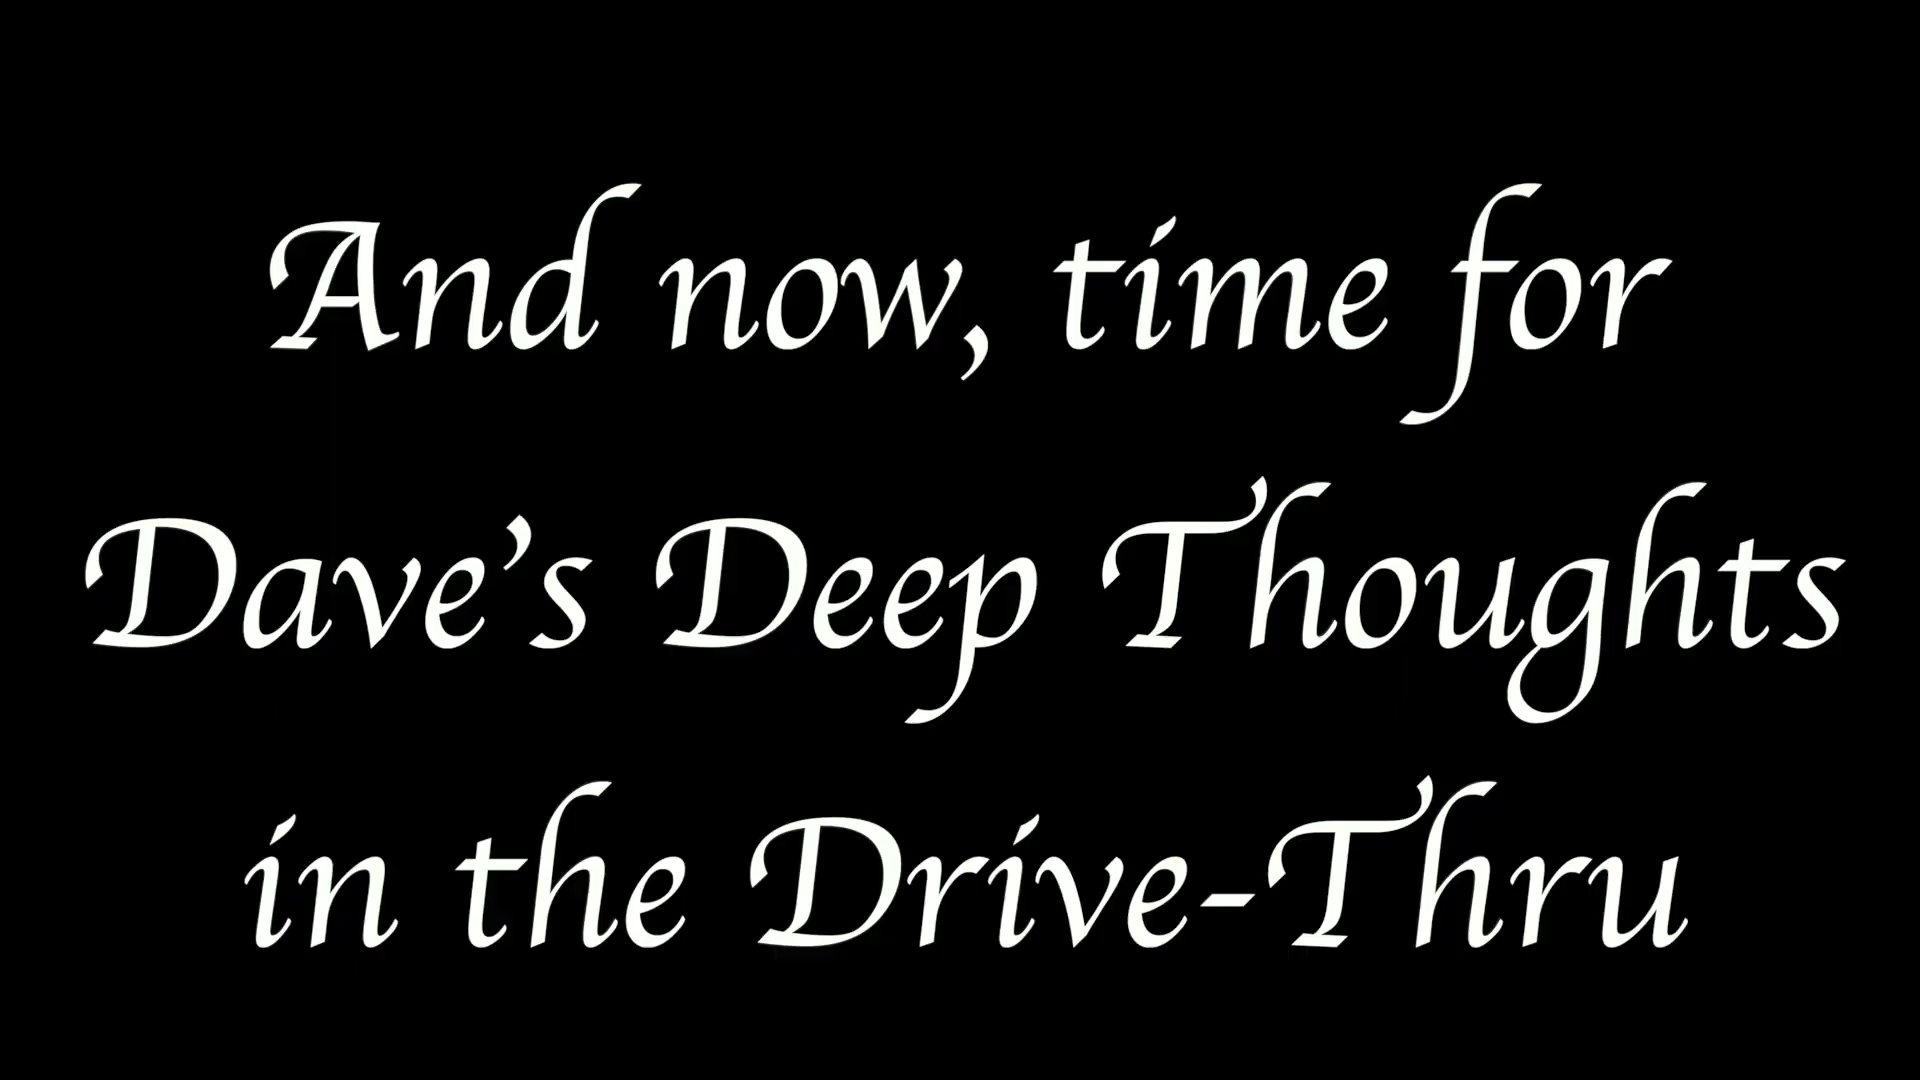 And now, time for
Dave’s Deep Thoughts
in the Drive-Thru